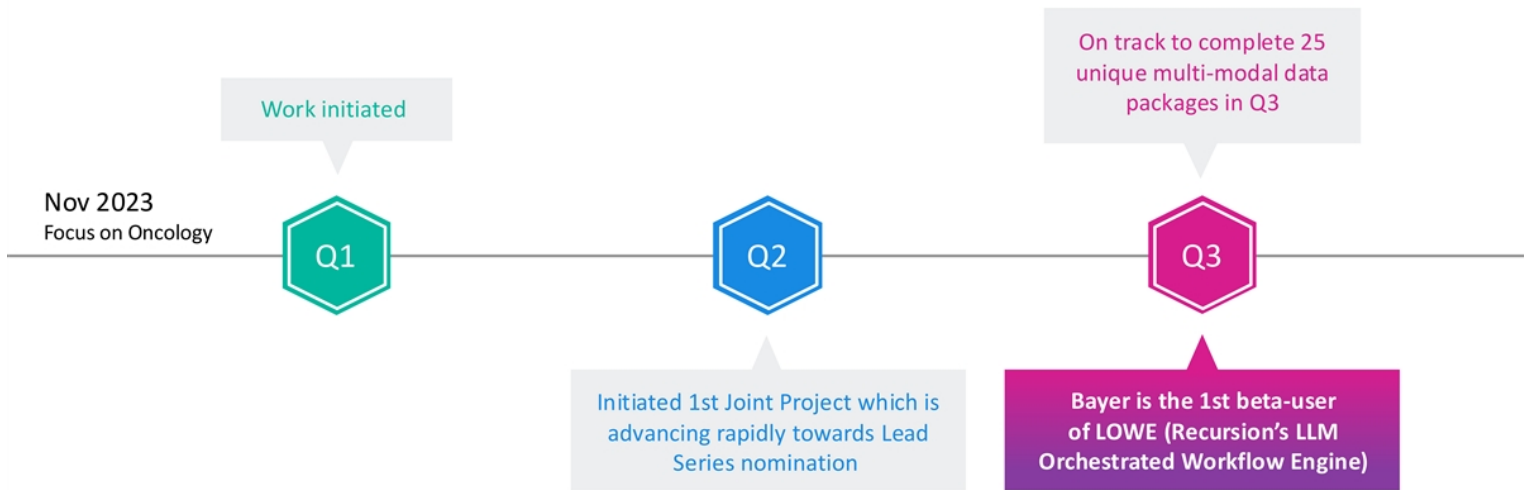 On track to complete 25
unique multi-modal data
packages in Q3
Work initiated
Nov 2023
Focus on Oncology
Q1
Q2
Q3
Initiated 1st Joint Project which is
advancing rapidly towards Lead
Series nomination
Bayer is the 1st beta-user
of LOWE (Recursion’s LLM
Orchestrated Workflow Engine)